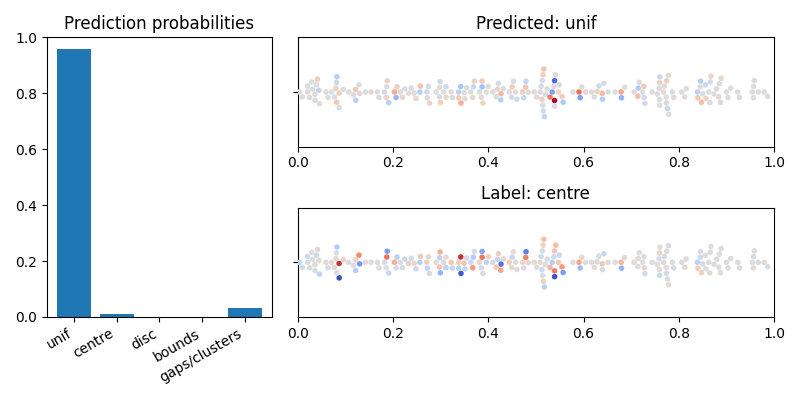 Prediction probabilities
1.0
0.8
0.6
0.4
0.2
0.0
unif
centre
disc
bounds
gaps/clusters
Predicted: unif
0.0 0.2 0.4 0.6 0.8 1.0
Label: centre
0.0 0.2 0.4 0.6 0.8 1.0